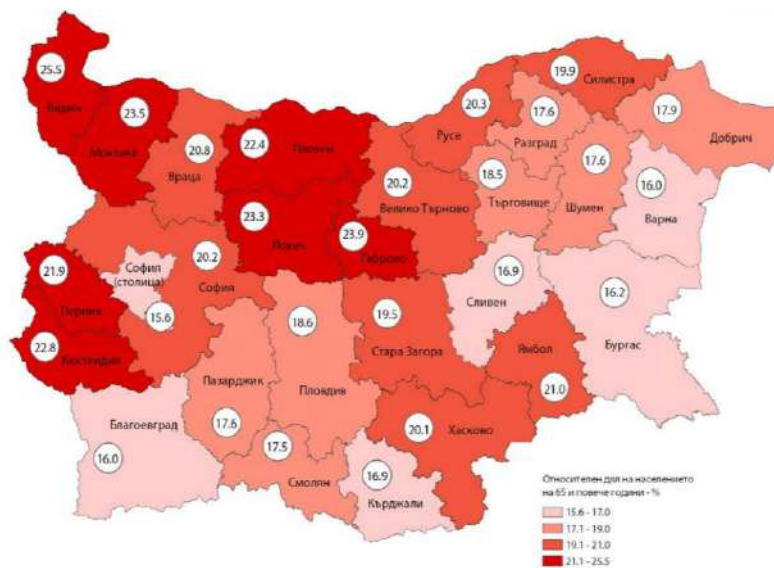 25.5
Видин
23.5
Монтана
20.8
Враца
22.4
Плевен
20.3
Русе
19.9
Силистра
17.6
Разград
17.9
Добрич
20.2
Велико Търново
18.5
Търговище
17.6
Шумен
16.0
Варна
23.3
Ловеч
23.9
Габрово
21.9
Перник
София
(столица)
15.6
20.2
София
16.9
Сливен
16.2
Бургас
22.8
Кюстендил
18.6
Пловдив
19.5
Стара Загора
Ямбол
21.0
Пазарджик
17.6
Благоевград
16.0
17.5
Смолян
16.9
Кърджали
20.1
Хасково
Относителен дял на населението
на 65 и повече години - %
15.6 - 17.0
17.1 - 19.0
19.1 - 21.0
21.1 - 25.5